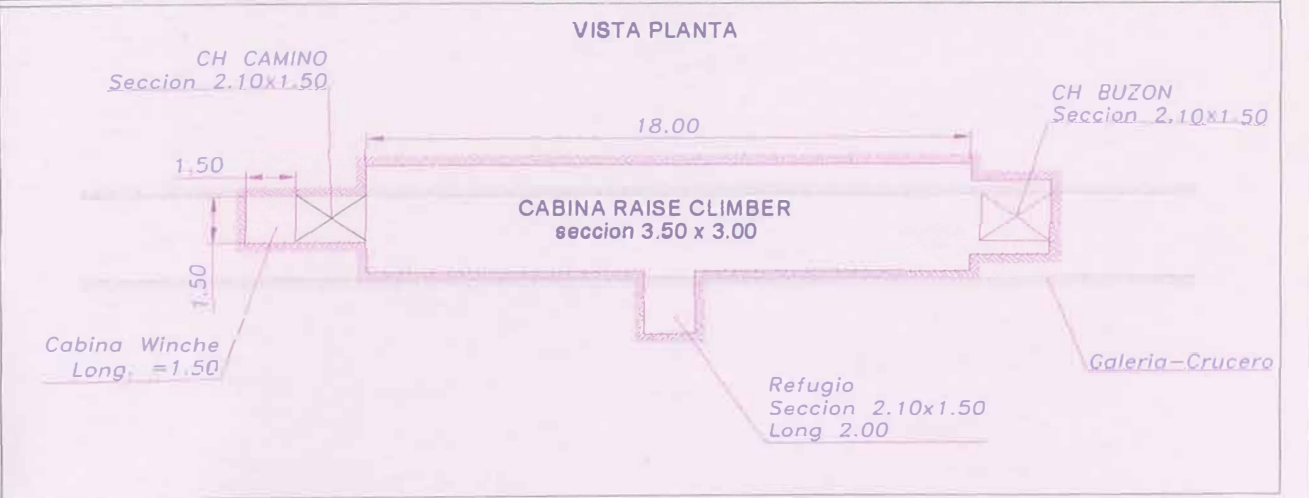 VISTA PLANTA
CH CAMINO
Seccion 2.10x1.50
CH BUZON
Seccion 2.10x1.50
18.00
1.50
CABINA RAISE CLIMBER
seccion 3.50 x 3.00
1.50
Cabina Winche
Long. =1.50
Galeria-Crucero
Refugio
Seccion 2.10x1.50
Long 2.00